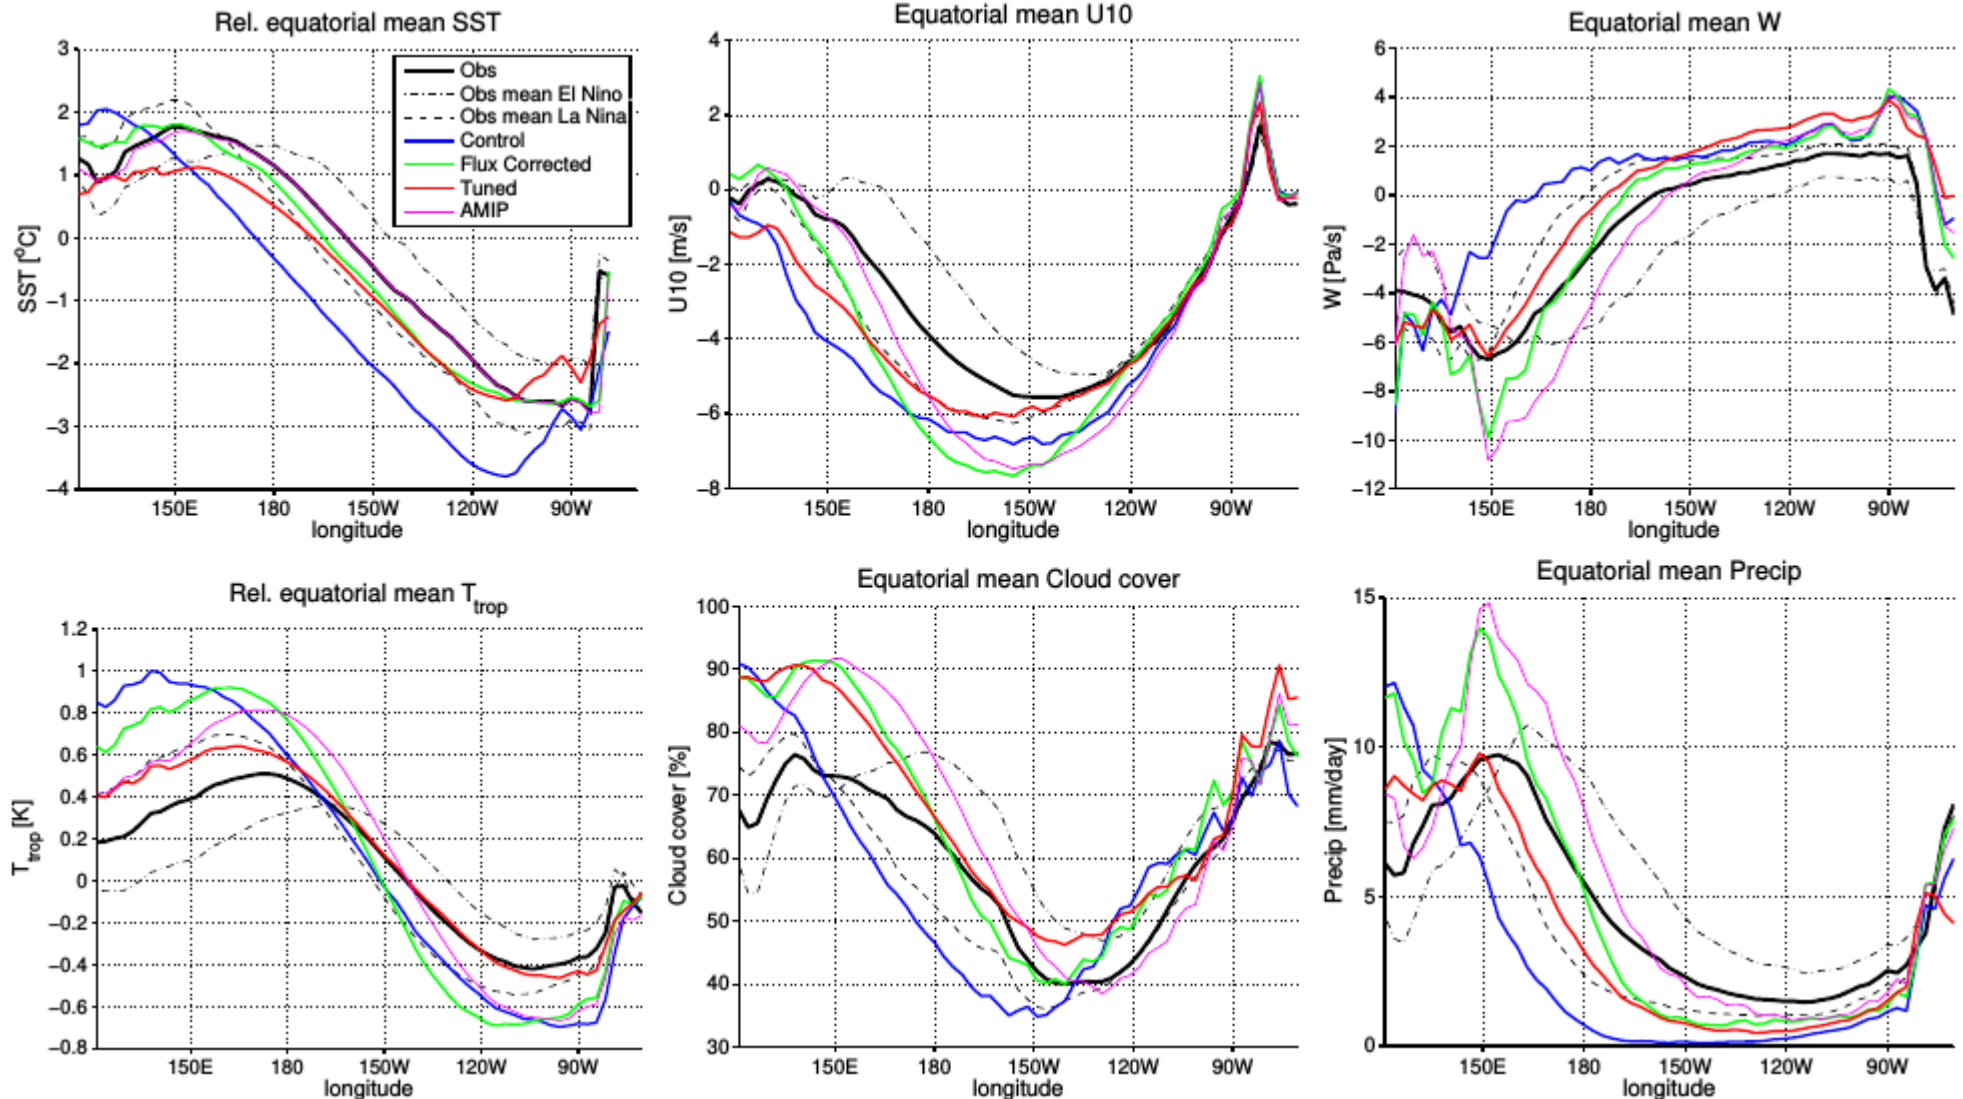 Rel. equatorial mean SST
3
2
1
0
−1
−2
−3
−4
SST [°C]
150E 180 150W 120W 90W
longitude
Obs
Obs mean El Nino
Obs mean La Nina
Control
Flux Corrected
Tuned
AMIP
Equatorial mean U10
4
2
0
−2
−4
−6
−8
U10 [m/s]
150E 180 150W 120W 90W
longitude
Equatorial mean W
6
4
2
0
−2
−4
−6
−8
−10
−12
W [Pa/s]
150E 180 150W 120W 90W
longitude
Rel. equatorial mean T trop
1.2
1
0.8
0.6
0.4
0.2
0
−0.2
−0.4
−0.6
−0.8
T trop [K]
150E 180 150W 120W 90W
longitude
Equatorial mean Cloud cover
100
90
80
70
60
50
40
30
Cloud cover [%]
150E 180 150W 120W 90W
longitude
Equatorial mean Precip
15
10
5
0
Precip [mm/day]
150E 180 150W 120W 90W
longitude